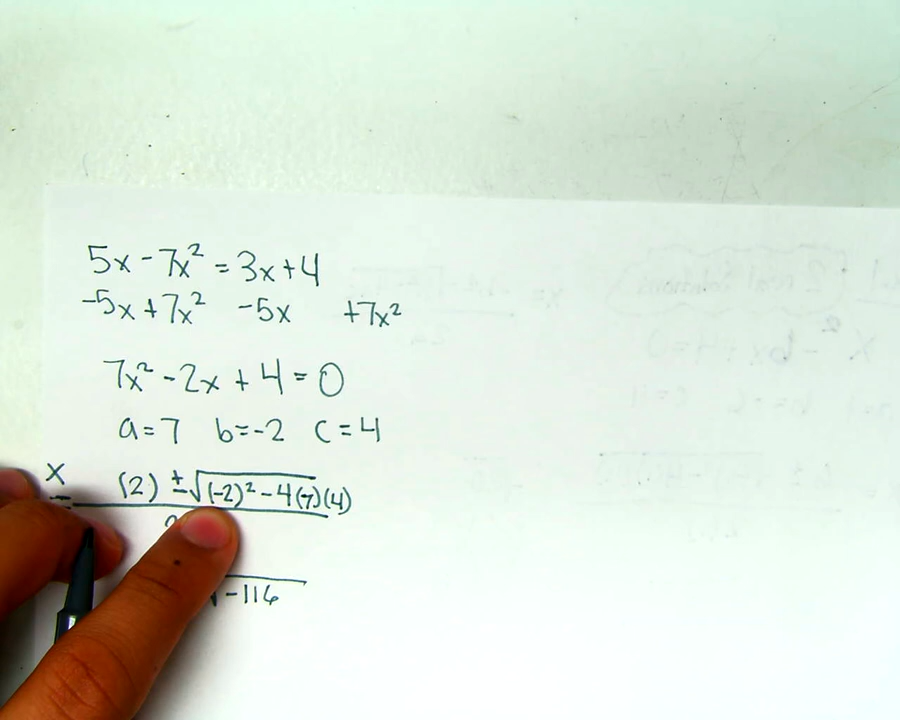 5x - 7x² = 3x + 4
-5x + 7x² -5x +7x²
7x² - 2x + 4 = 0
a = 7 b = -2 c = 4
x = (2) ± √(-2)² - 4(7)(4)
√-116